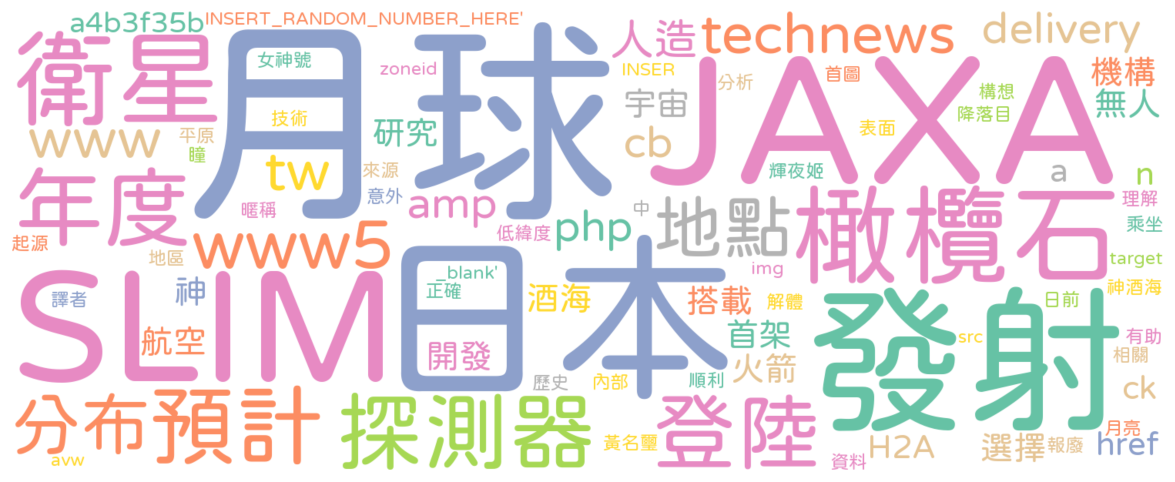 a4b3f35b
INSERT_RANDOM_NUMBER_HERE'
衛星
月球
女神號
zoneid
人造
technews
delivery
INSER
JAXA
首圖
分析
機構
構想
無人
降落目
宇宙
www
平原
瞳
技術
研究
表面
cb
tw
來源
輝夜姬
a
n
年度
意外
amp
暱稱
中
地點
橄欖石
理解
乘坐
起源
地區
www5
低緯度
php
img
target
_blank'
正確
SLIM
譯者
神
日本
酒海
搭載
解體
日前
神酒海
發射
航空
開發
首架
src
有助
相關
歷史
內部
順利
火箭
ck
分布
預計
探測器
黃名璽
登陸
資料
H2A
選擇
報廢
月亮
href
avw